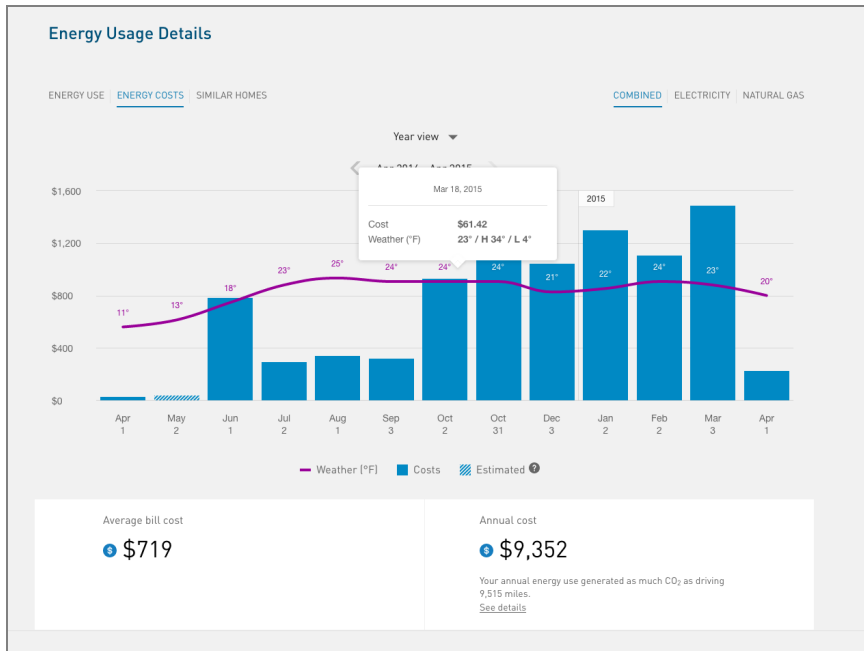 Energy Usage Details
ENERGY USE ENERGY COSTS SIMILAR HOMES
COMBINED ELECTRICITY NATURAL GAS
Year view
Mar 18, 2015
Cost $61.42
Weather (°F) 23° / H 34° / L 4°
2015
$1,600
$1,200
$800
$400
$0
11° 13° 18° 23° 25° 24° 24° 24° 21° 22° 24° 23° 20°
Apr May Jun Jul Aug Sep Oct Oct Dec Jan Feb Mar Apr
1 2 1 2 1 3 2 31 3 2 2 3 1
Weather (°F) Costs Estimated ?
Average bill cost
$ $719
Annual cost
$ $9,352
Your annual energy use generated as much CO₂ as driving
9,515 miles.
See details